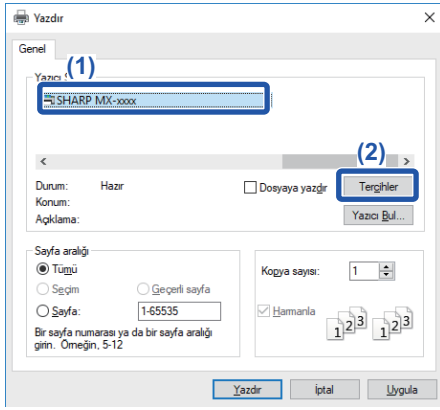 Yazdır
Genel
(1)
Yazıcı S
SHARP MX-xxxx
(2)
Durum: Hazır
Dosyaya yazdır
Tercihler
Konum:
Açıklama:
Yazıcı Bul...
Sayfa aralığı
Tümü
Seçim Geçerli sayfa
Sayfa: 1-65535
Bir sayfa numarası ya da bir sayfa aralığı
girin. Örneğin, 5-12
Kopya sayısı: 1
Harmanla
1 2 3 1 2 3
Yazdır İptal Uygula